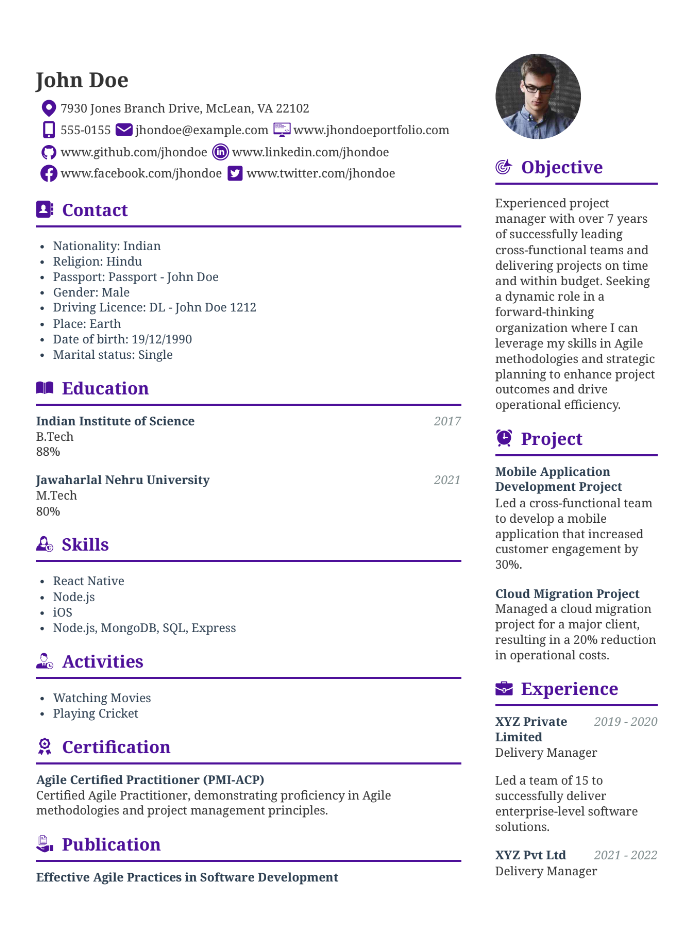 John Doe
7930 Jones Branch Drive, McLean, VA 22102
555-0155 jhondoe@example.com www.jhondoeportfolio.com
www.github.com/jhondoe www.linkedin.com/jhondoe
www.facebook.com/jhondoe www.twitter.com/jhondoe
Contact
• Nationality: Indian
• Religion: Hindu
• Passport: Passport - John Doe
• Gender: Male
• Driving Licence: DL - John Doe 1212
• Place: Earth
• Date of birth: 19/12/1990
• Marital status: Single
Education
Indian Institute of Science 2017
B.Tech
88%
Jawaharlal Nehru University 2021
M.Tech
80%
Skills
• React Native
• Node.js
• iOS
• Node.js, MongoDB, SQL, Express
Activities
• Watching Movies
• Playing Cricket
Certification
Agile Certified Practitioner (PMI-ACP)
Certified Agile Practitioner, demonstrating proficiency in Agile
methodologies and project management principles.
Publication
Effective Agile Practices in Software Development
Objective
Experienced project
manager with over 7 years
of successfully leading
cross-functional teams and
delivering projects on time
and within budget. Seeking
a dynamic role in a
forward-thinking
organization where I can
leverage my skills in Agile
methodologies and strategic
planning to enhance project
outcomes and drive
operational efficiency.
Project
Mobile Application
Development Project
Led a cross-functional team
to develop a mobile
application that increased
customer engagement by
30%.
Cloud Migration Project
Managed a cloud migration
project for a major client,
resulting in a 20% reduction
in operational costs.
Experience
XYZ Private 2019 - 2020
Limited
Delivery Manager
Led a team of 15 to
successfully deliver
enterprise-level software
solutions.
XYZ Pvt Ltd 2021 - 2022
Delivery Manager